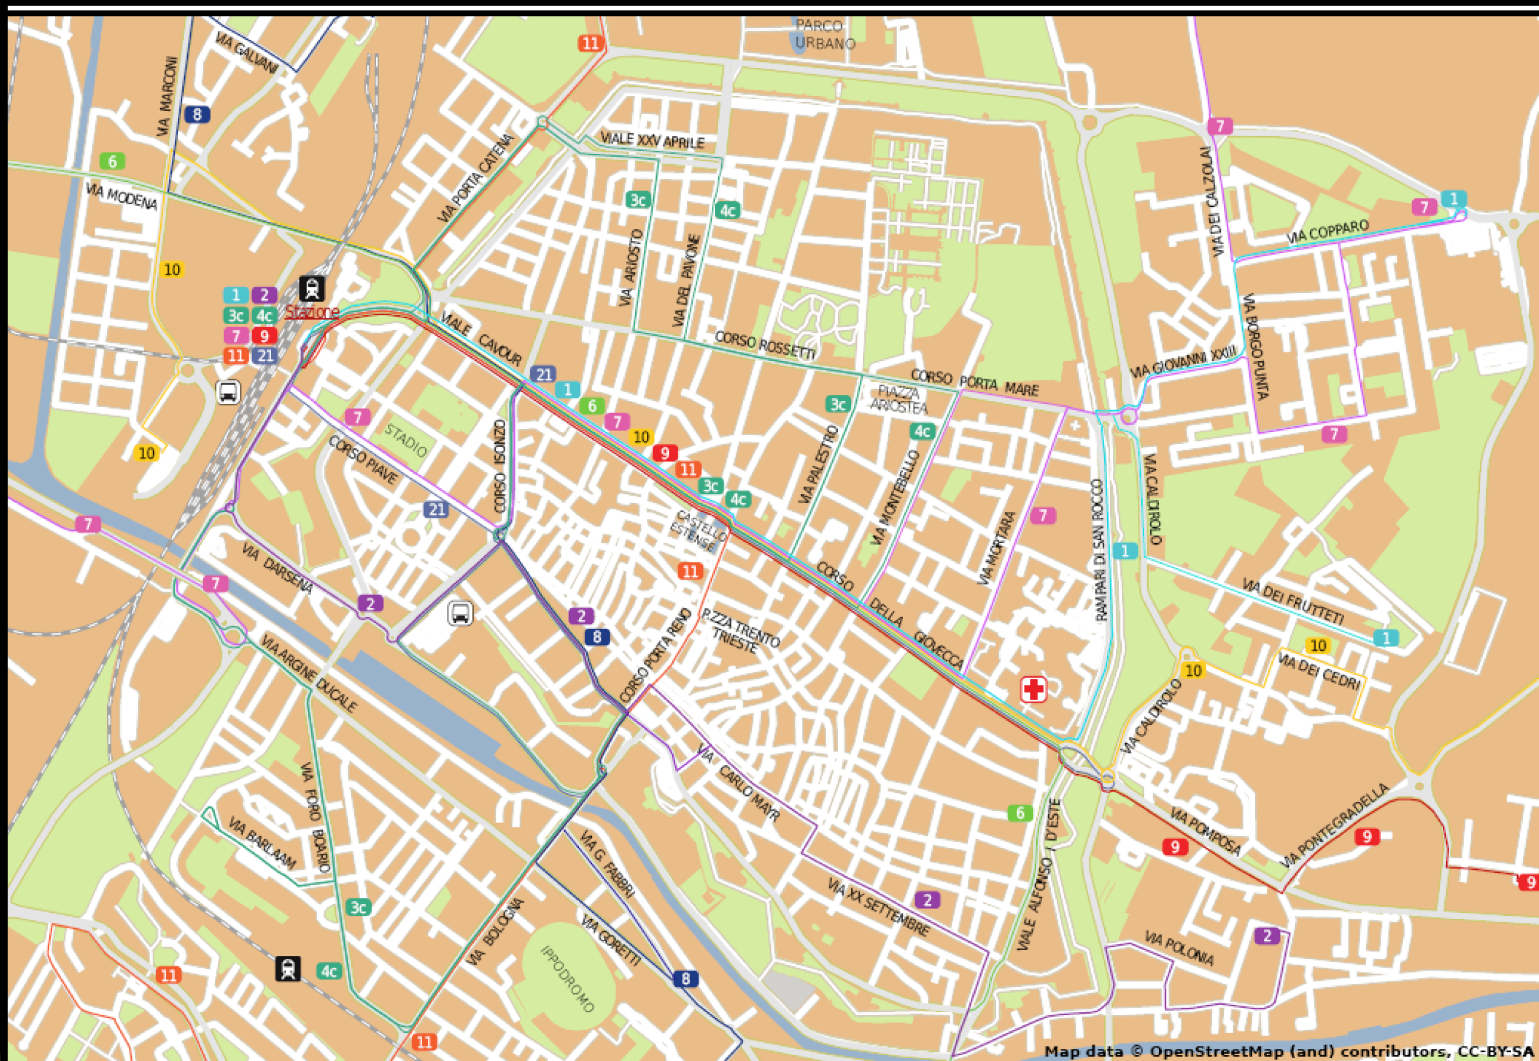 PARCO
URBANO
11
VIA GALVANI
VIA MARCONI
8
7
6
VIALE XXV APRILE
VIA PORTA CATENA
VIA DEI CALZOLAI
VIA MODENA
3c
4c
7
1
VIA COPPARO
10
VIA ARIOSTO
VIA DEL PAVONE
1 2
3c 4c
7 9
11 21
Stazione
VIALE CAVOUR
CORSO ROSSETTI
VIA BORGO PUNTA
VIA GIOVANNI XXIII
21
1
6
7
10
9
11
3c
4c
CORSO PORTA MARE
PIAZZA
ARIOSTEA
3c
4c
7
STADIO
CORSO PIAVE
CORSO ISONZO
10
7
VIA PALESTRO
VIA MONTEBELLO
VIA MORTARA
7
RAMPARI DI SAN ROCCO
VIA CALDIROLO
21
7
CASTELLO
ESTENSE
1
VIA DARSENA
7
2
11
CORSO
DELLA
GIOVECCA
VIA DEI FRUTTETI
1
2
8
P.ZZA TRENTO
TRIESTE
CORSO PORTA RENO
10
VIA DEI CEDRI
10
VIA ARGINE DUCALE
VIA CALDIROLO
VIA CARLO MAYR
VIA FORO BOARIO
VIA BARLAAM
6
VIA POMPOSA
VIA PONTEGRADELLA
9
9
9
VIA G. FABBRI
VIA XX SETTEMBRE
2
VIALE ALFONSO I D'ESTE
3c
VIA BOLOGNA
VIA GORETTI
IPPODROMO
VIA POLONIA
2
11
4c
8
11
Map data © OpenStreetMap (and) contributors, CC-BY-SA